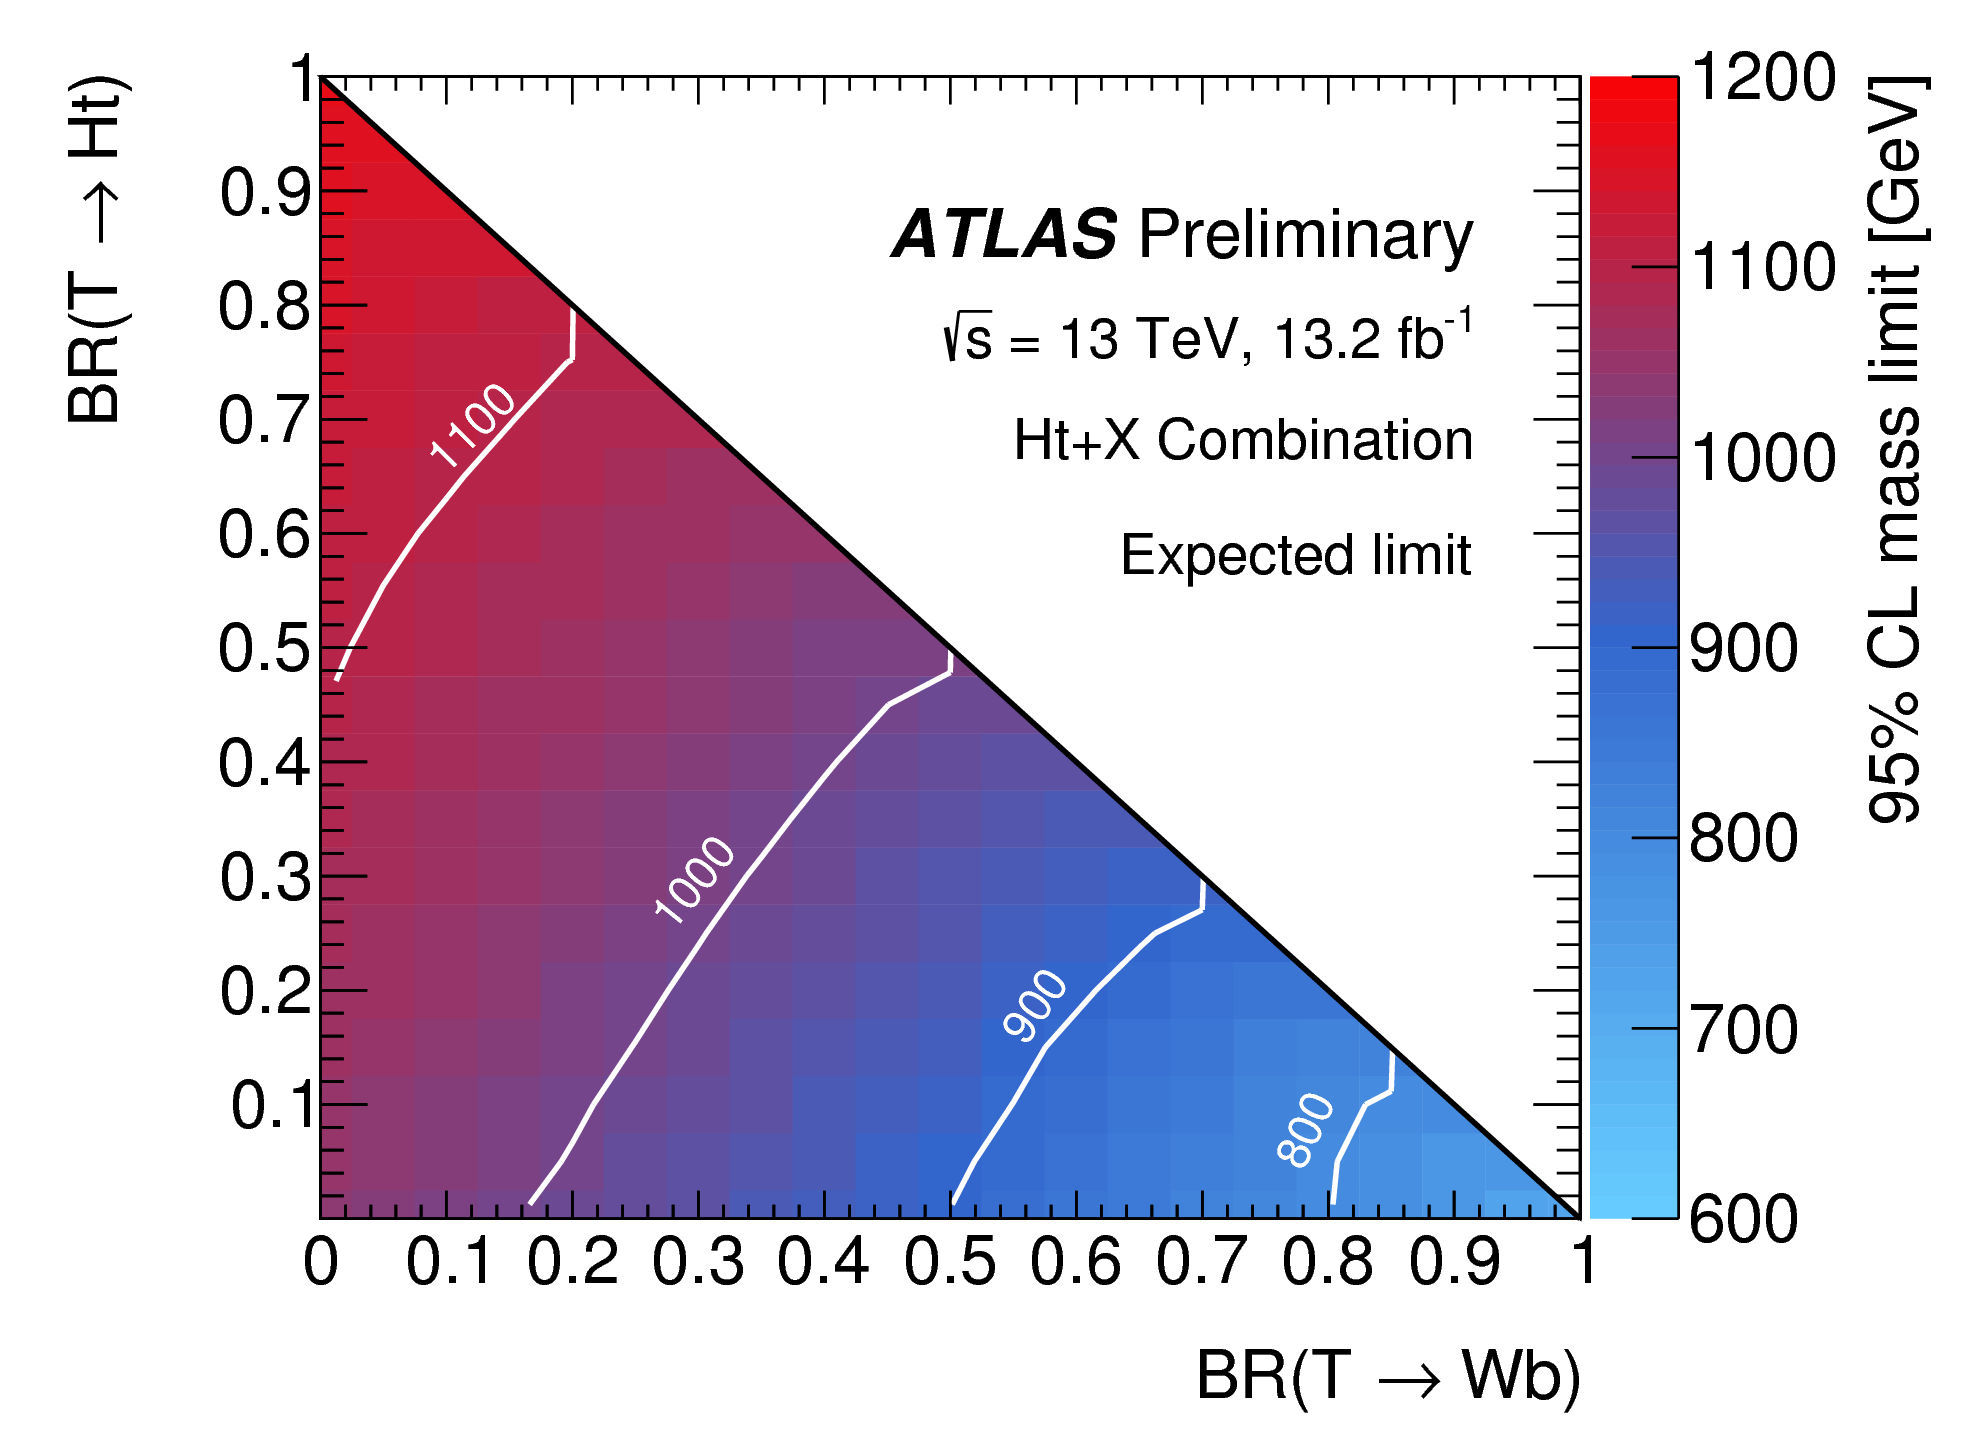 BR(T → Ht)
1
0.9
0.8
0.7
0.6
0.5
0.4
0.3
0.2
0.1
ATLAS Preliminary
√s = 13 TeV, 13.2 fb⁻¹
Ht+X Combination
Expected limit
1100
1000
900
800
0 0.1 0.2 0.3 0.4 0.5 0.6 0.7 0.8 0.9 1
BR(T → Wb)
1200
1100
1000
900
800
700
600
95% CL mass limit [GeV]